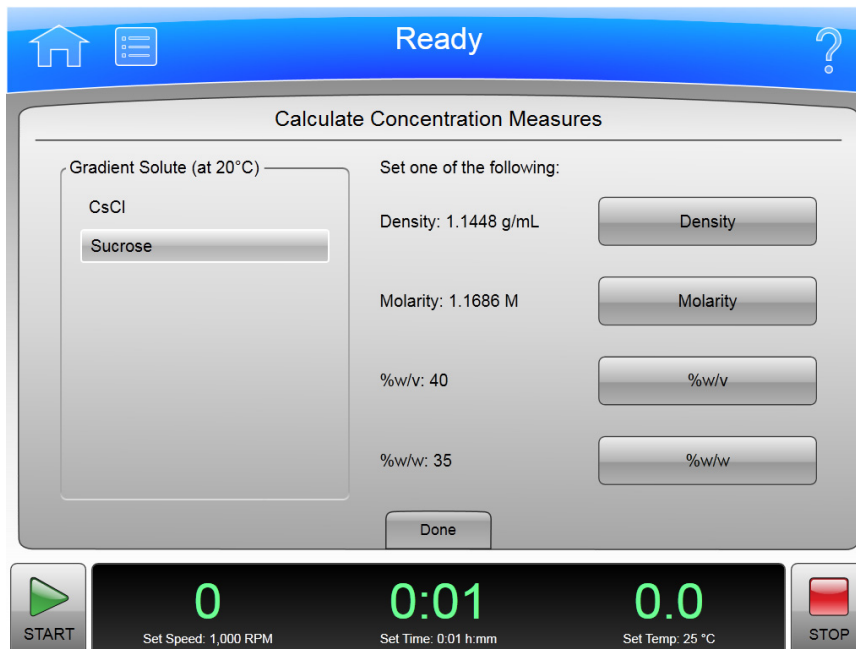 Ready
?
Calculate Concentration Measures
Gradient Solute (at 20°C)
CsCl
Sucrose
Set one of the following:
Density: 1.1448 g/mL
Density
Molarity: 1.1686 M
Molarity
%w/v: 40
%w/v
%w/w: 35
%w/w
Done
START
0
Set Speed: 1,000 RPM
0:01
Set Time: 0:01 h:mm
0.0
Set Temp: 25 °C
STOP